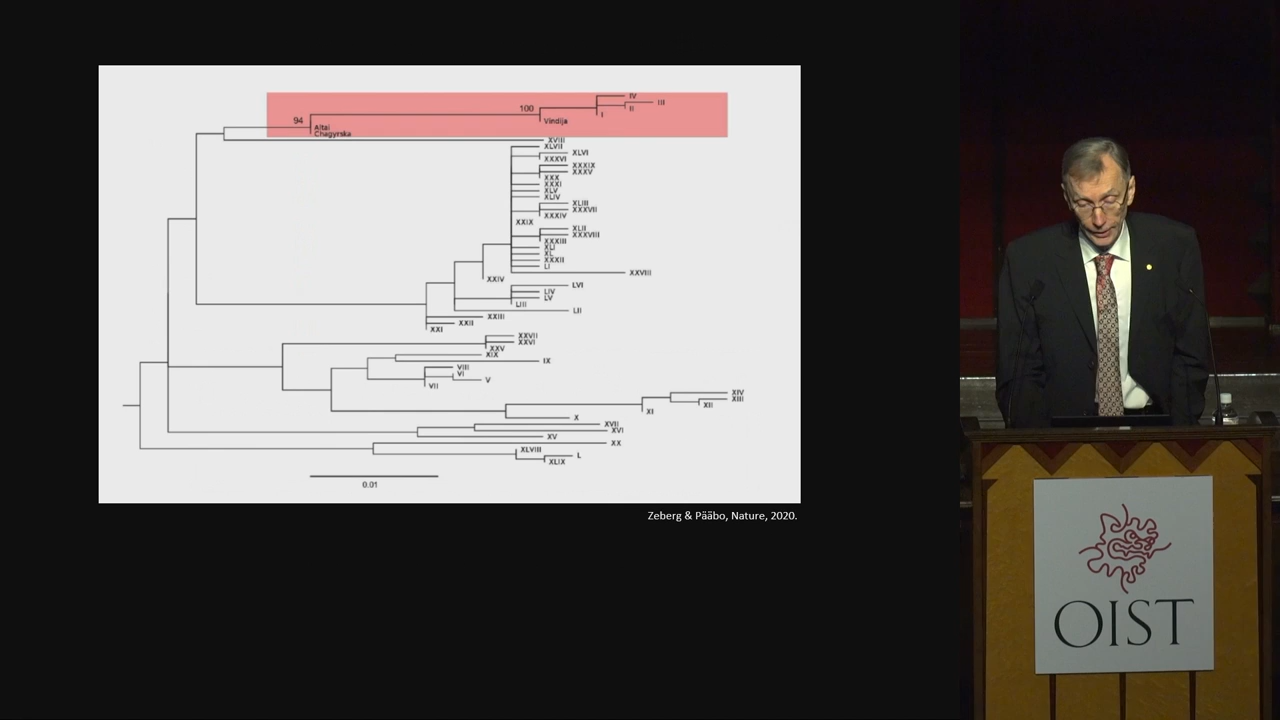 IV
III
II
I
100
Vindija
94
Altai
Chagyrska
XVIII
XLVII
XLVI
XXXVI
XXXIX
XXXV
XXX
XXXI
XLV
XLIV
XLIII
XXXVII
XXXIV
XXIX
XLII
XXXVIII
XXXIII
XLI
XL
XXXII
LI
XXVIII
XXIV
LVI
LIV
LV
LIII
LII
XXIII
XXII
XXI
XXVII
XXVI
XXV
XIX
IX
VIII
VI
V
VII
XIV
XIII
XII
XI
X
XVII
XVI
XV
XX
XLVIII
L
XLIX
0.01
Zeberg & Pääbo, Nature, 2020.
OIST